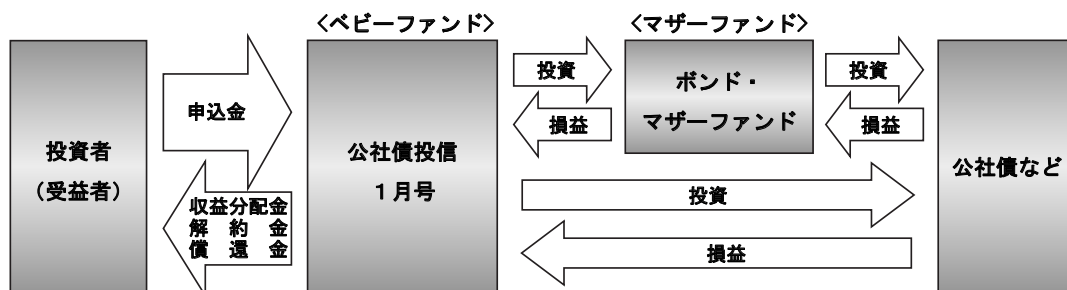 〈ベビーファンド〉
〈マザーファンド〉
投資者
（受益者）
申込金
収益分配金
解約金
償還金
公社債投信
１月号
投資
損益
ボンド・
マザーファンド
投資
損益
投資
損益
公社債など